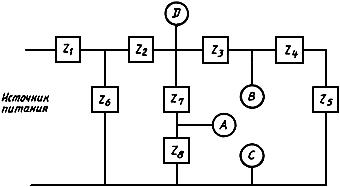 D
Z1 Z2 Z3 Z4
Источник
питания
Z6 Z7 B Z5
A
Z8 C